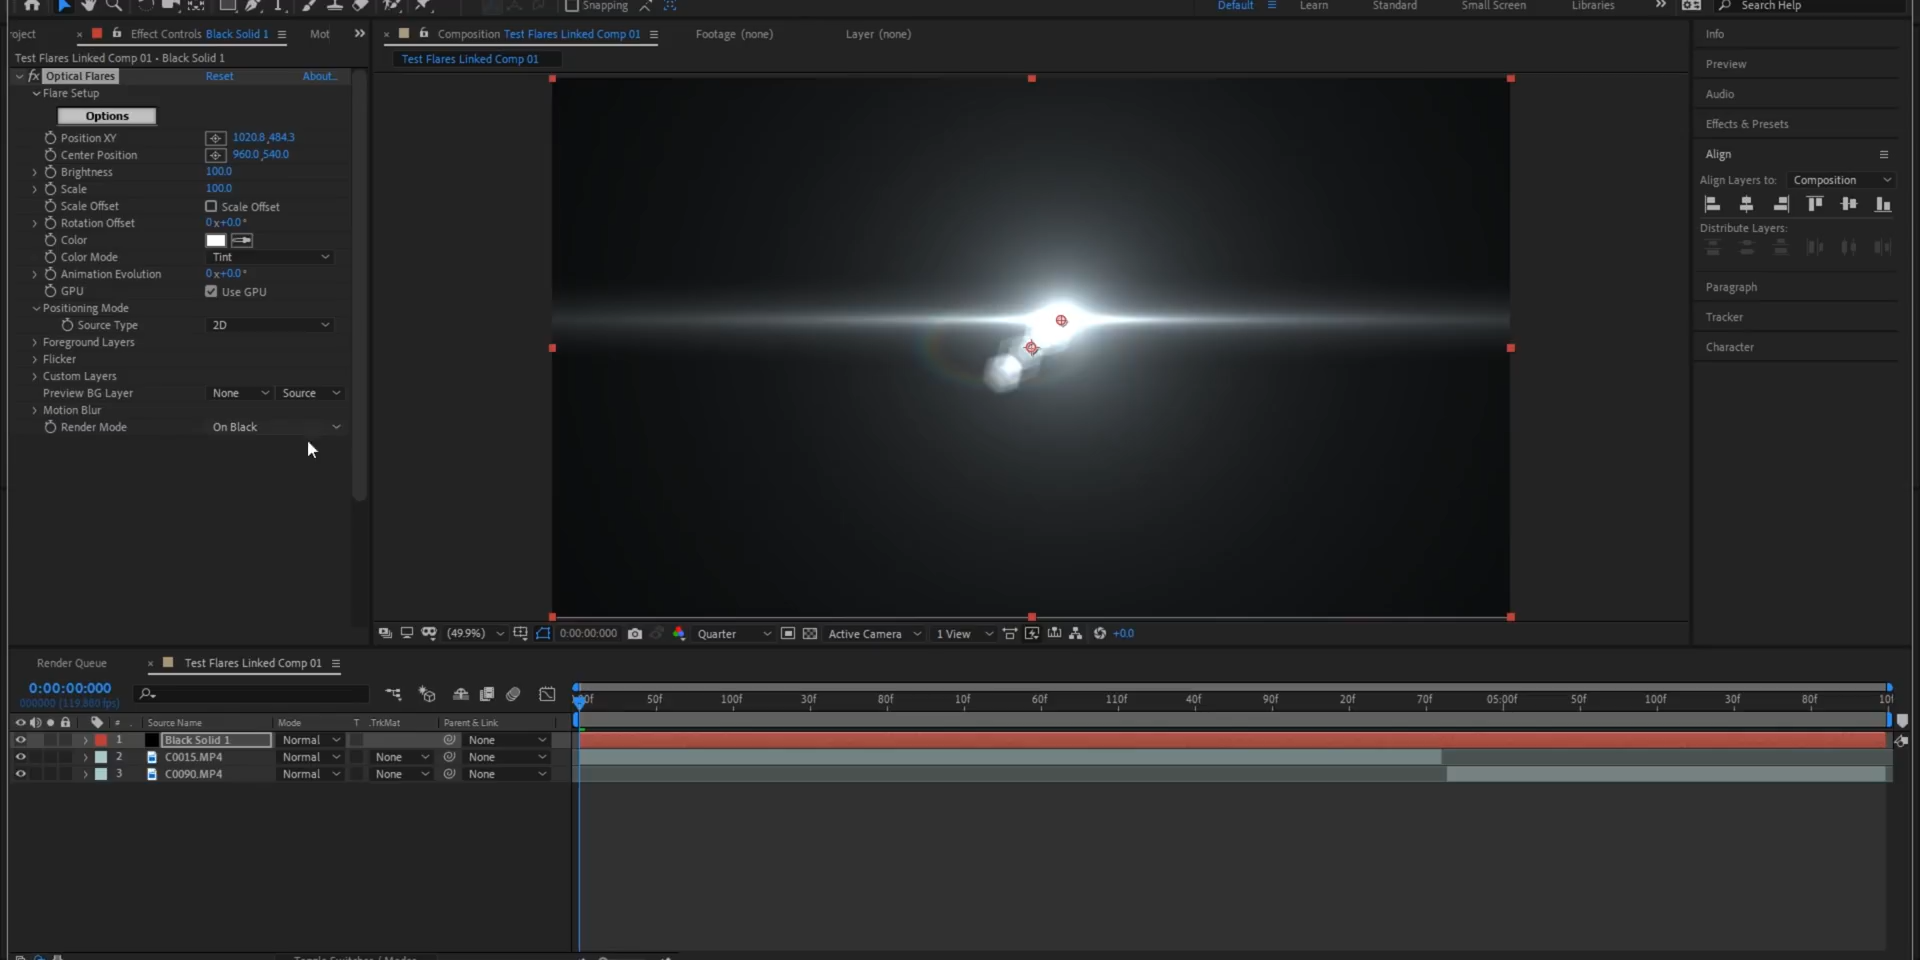 Snapping
Default
Learn
Standard
Small Screen
Libraries
Search Help
oject
Effect Controls Black Solid 1
Mot
Composition Test Flares Linked Comp 01
Footage (none)
Layer (none)
Info
Test Flares Linked Comp 01 • Black Solid 1
Test Flares Linked Comp 01
Preview
fx Optical Flares Reset About...
Flare Setup
Options
Audio
Effects & Presets
Position XY 1020.8,484.3
Center Position 960.0,540.0
Align
Brightness 100.0
Align Layers to: Composition
Scale 100.0
Scale Offset Scale Offset
Rotation Offset 0x+0.0°
Distribute Layers:
Color
Color Mode Tint
Animation Evolution 0x+0.0°
GPU Use GPU
Paragraph
Positioning Mode
Tracker
Source Type 2D
Foreground Layers
Character
Flicker
Custom Layers
Preview BG Layer None Source
Motion Blur
Render Mode On Black
(49.9%) 0:00:00:000 Quarter Active Camera 1 View +0.0
Render Queue
Test Flares Linked Comp 01
0:00:00:000
000000 (119.880 fps)
50f 100f 30f 80f 10f 60f 110f 40f 90f 20f 70f 05:00f 50f 100f 30f 80f
# Source Name Mode T .TrkMat Parent & Link
1 Black Solid 1 Normal None
2 C0015.MP4 Normal None None
3 C0090.MP4 Normal None None